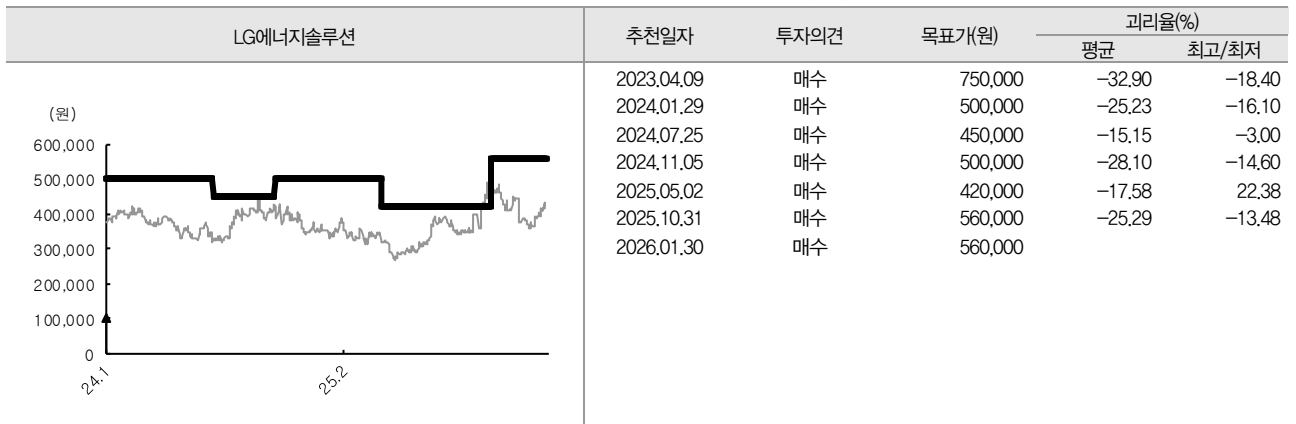 LG에너지솔루션
(원)
600,000
500,000
400,000
300,000
200,000
100,000
0
24.1
25.2
추천일자 투자의견 목표가(원) 괴리율(%)
평균 최고/최저
2023.04.09 매수 750,000 -32.90 -18.40
2024.01.29 매수 500,000 -25.23 -16.10
2024.07.25 매수 450,000 -15.15 -3.00
2024.11.05 매수 500,000 -28.10 -14.60
2025.05.02 매수 420,000 -17.58 22.38
2025.10.31 매수 560,000 -25.29 -13.48
2026.01.30 매수 560,000